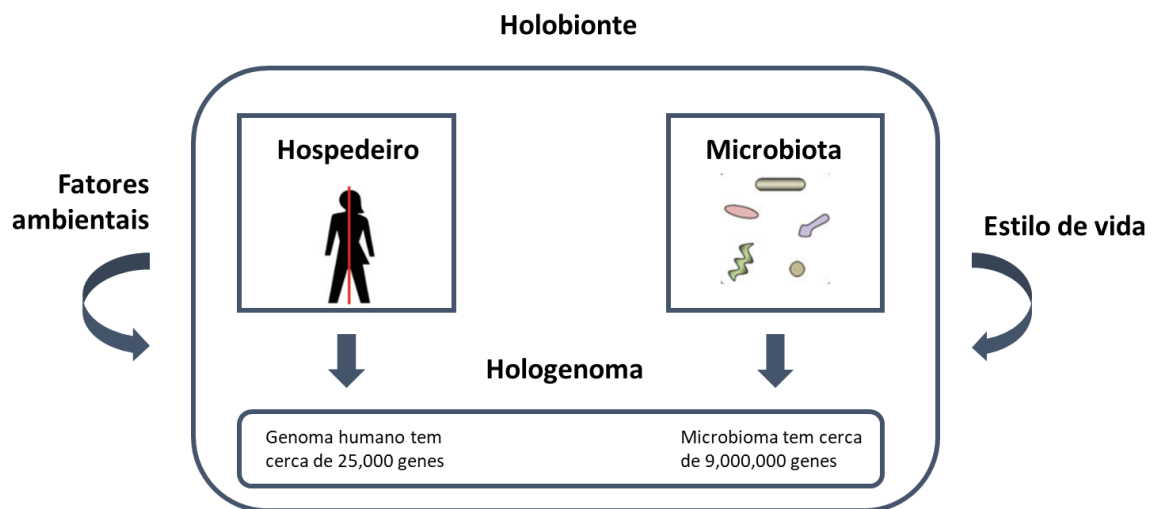 Holobionte
Hospedeiro
Microbiota
Fatores
ambientais
Estilo de vida
Hologenoma
Genoma humano tem
cerca de 25,000 genes
Microbioma tem cerca
de 9,000,000 genes